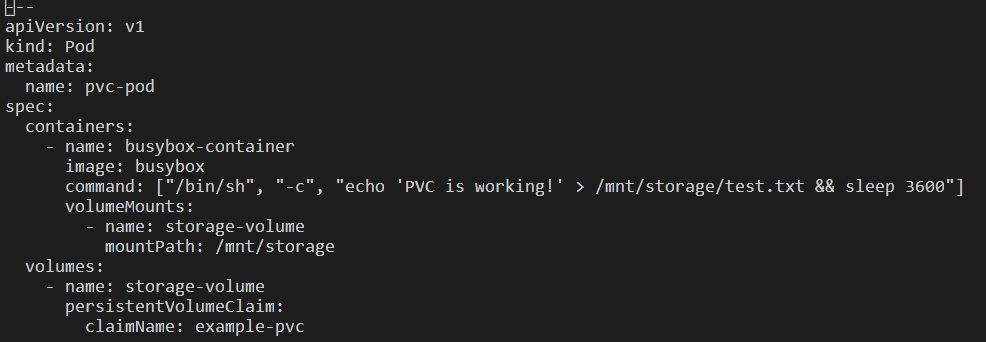 ---
apiVersion: v1
kind: Pod
metadata:
  name: pvc-pod
spec:
  containers:
    - name: busybox-container
      image: busybox
      command: ["/bin/sh", "-c", "echo 'PVC is working!' > /mnt/storage/test.txt && sleep 3600"]
      volumeMounts:
        - name: storage-volume
          mountPath: /mnt/storage
  volumes:
    - name: storage-volume
      persistentVolumeClaim:
        claimName: example-pvc